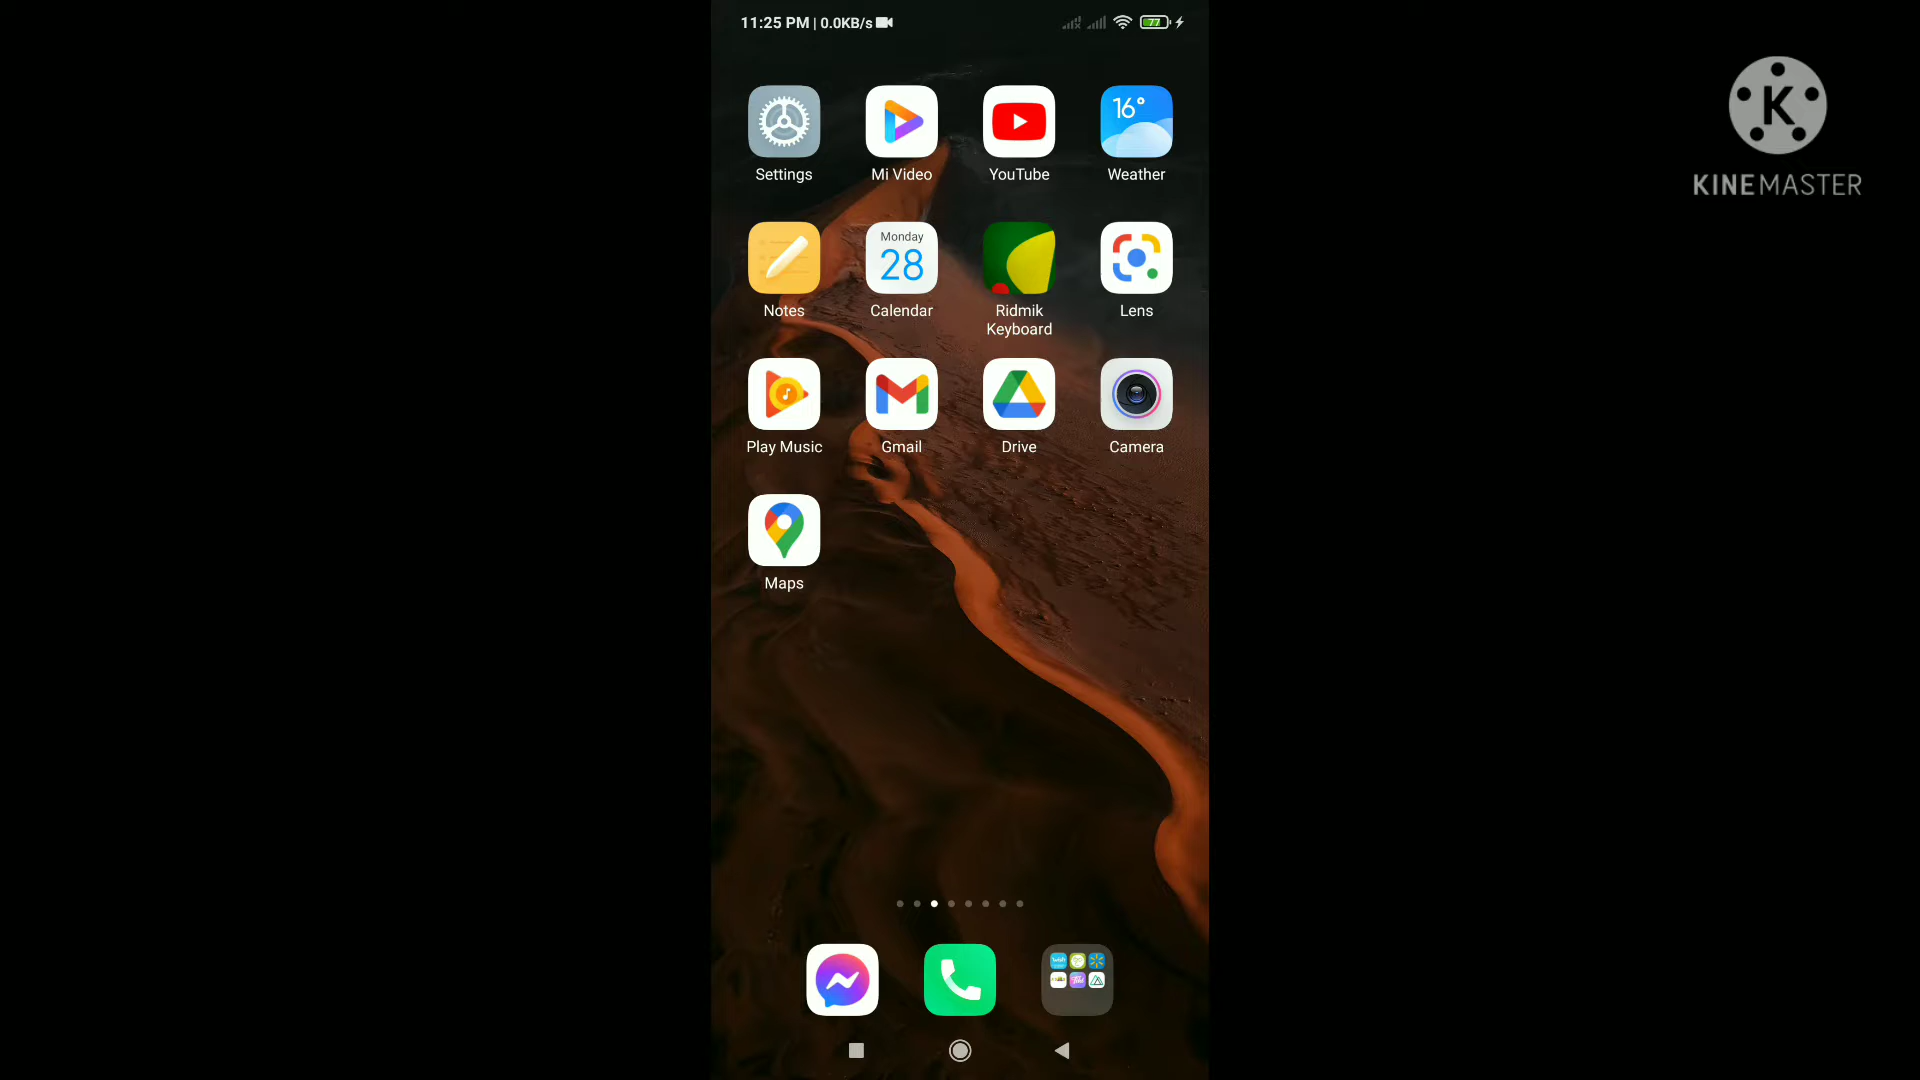 11:25 PM | 0.0KB/s
77
KINEMASTER
K
16°
Settings
Mi Video
YouTube
Weather
Monday
28
Notes
Calendar
Ridmik
Keyboard
Lens
Play Music
Gmail
Drive
Camera
Maps